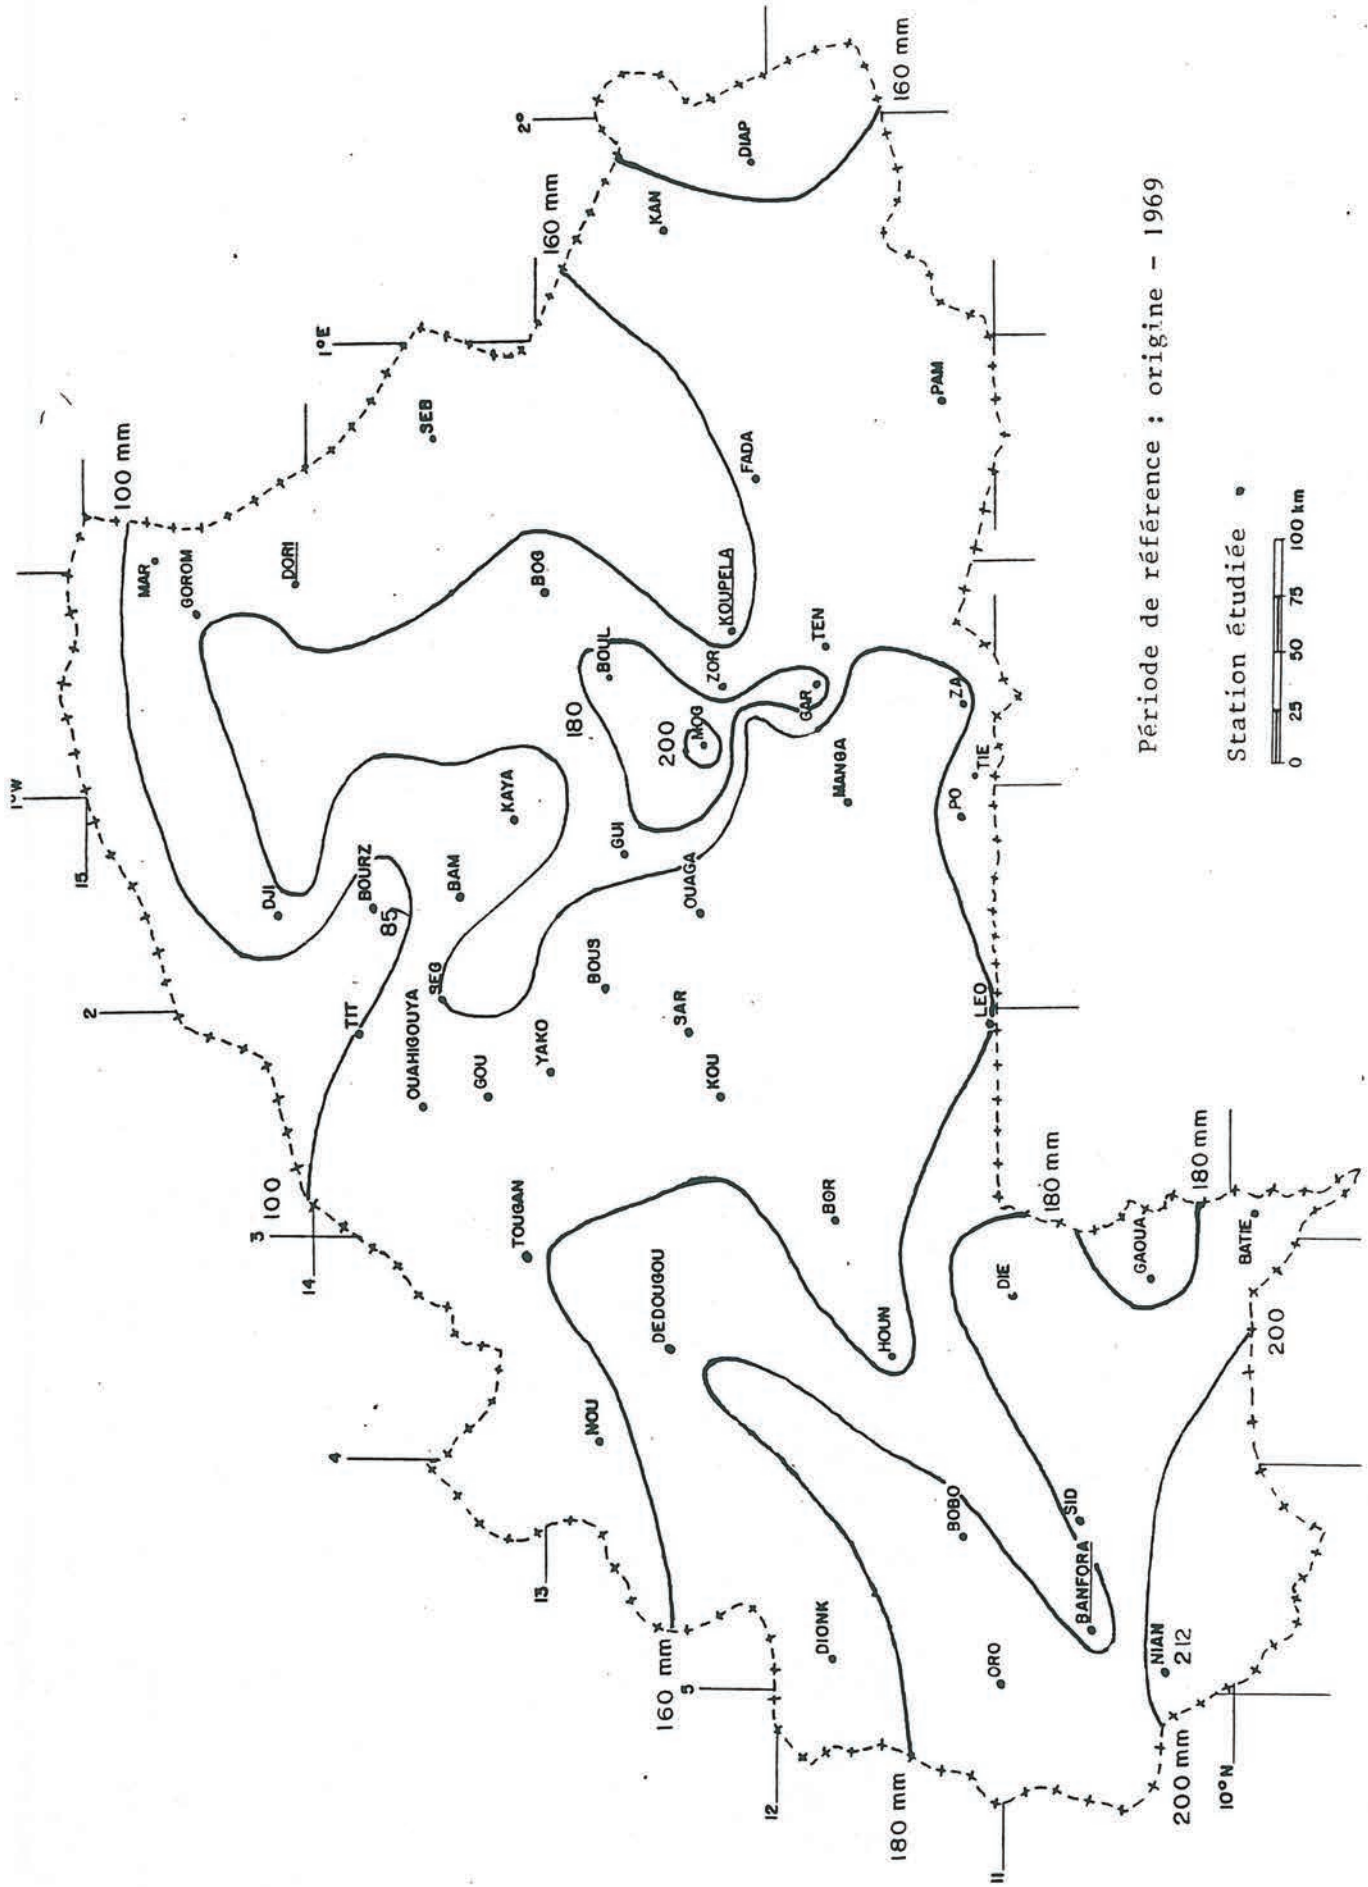 1°W
15
100 mm
MAR
GOROM
DORI
1°E
SEB
2
DJI
BOURZ
85
TIT
BAM
KAYA
BOG
160 mm
2°
100
3
14
OUAHIGOUYA
SEG
GOU
YAKO
BOUS
GUI
180
BOUL
200
MOG
ZOR
KOUPELA
FADA
KAN
DIAP
160 mm
TOUGAN
4
NOU
DEDOUGOU
SAR
KOU
OUAGA
GAR
TEN
MANGA
13
BOR
PO
TIE
ZA
PAM
160 mm
5
12
DIONK
HOUN
LEO
BOBO
DIE
180 mm
180 mm
ORO
SID
BANFORA
GAOUA
180 mm
BATIE
11
NIAN
212
200
200 mm
10°N
Période de référence : origine - 1969
Station étudiée
0
25
50
75
100 km